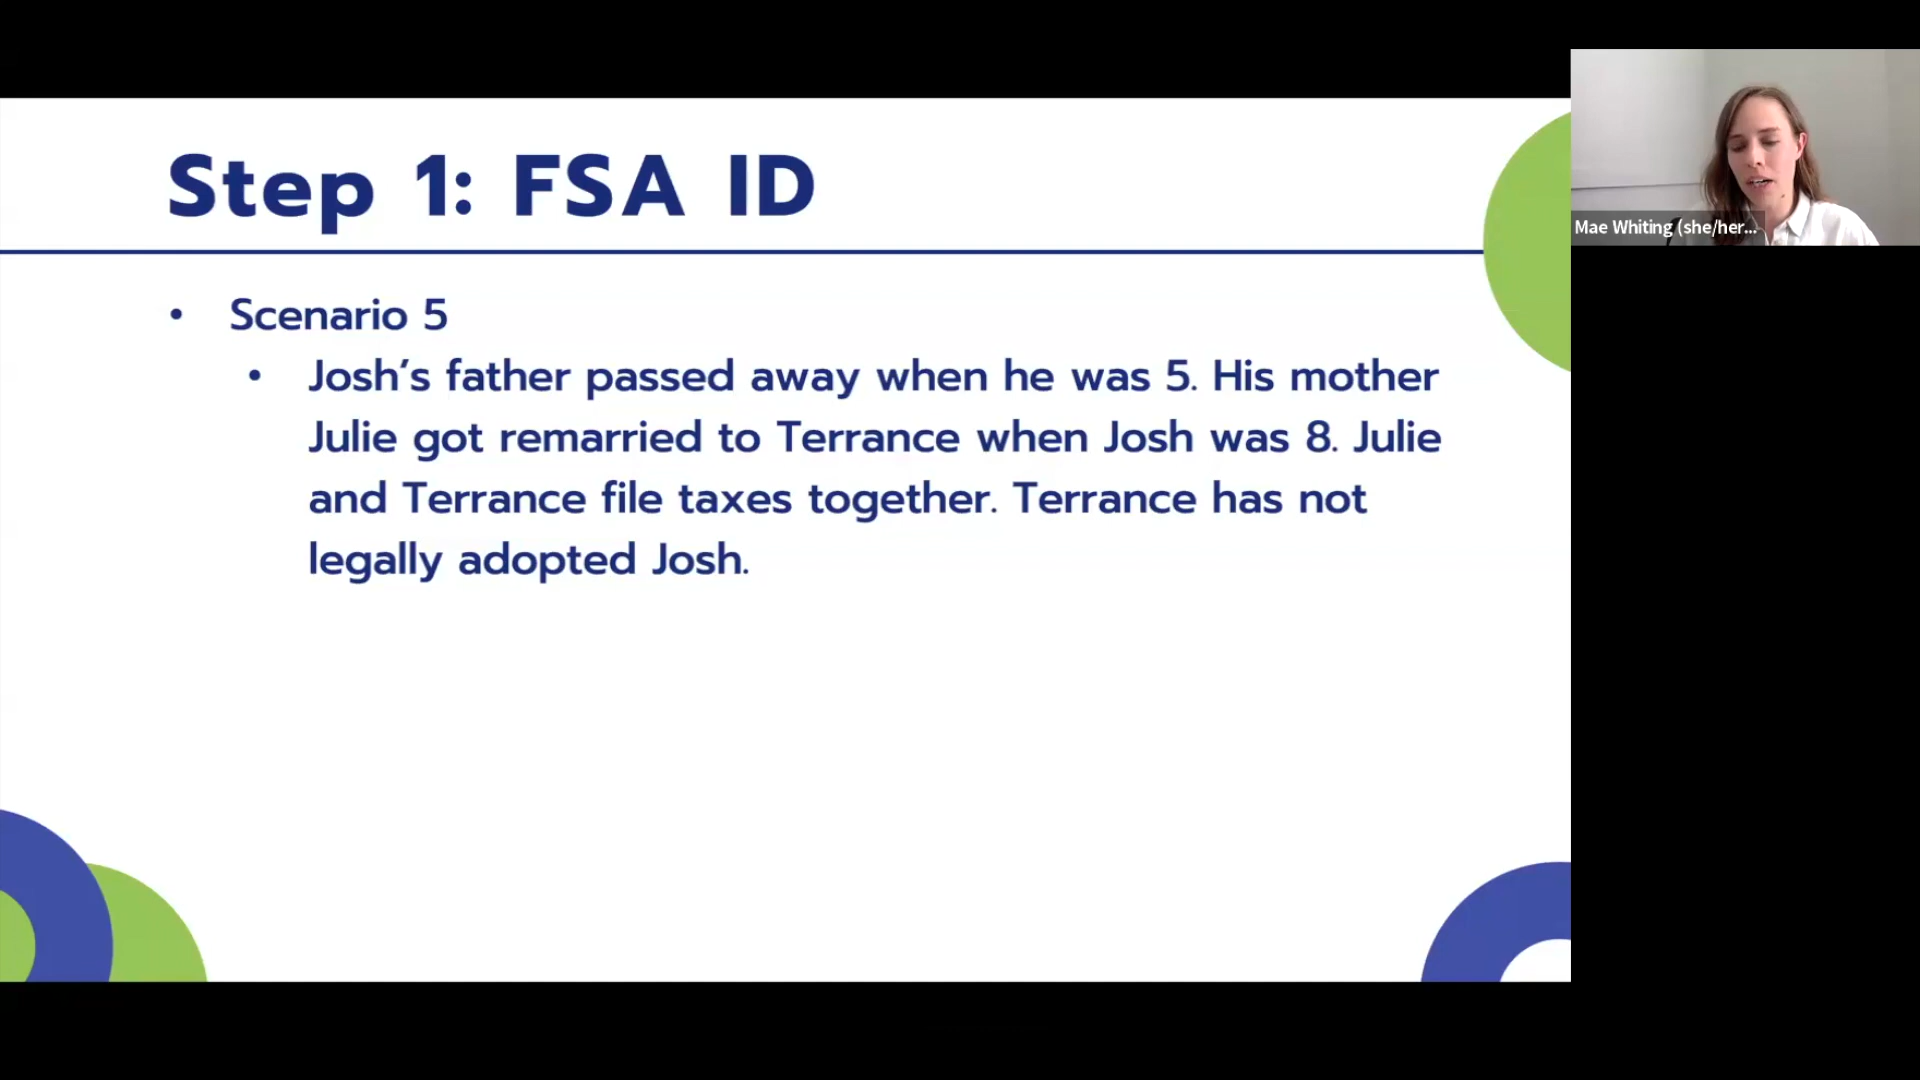 Step 1: FSA ID
Mae Whiting (she/her...
• Scenario 5
• Josh’s father passed away when he was 5. His mother
Julie got remarried to Terrance when Josh was 8. Julie
and Terrance file taxes together. Terrance has not
legally adopted Josh.